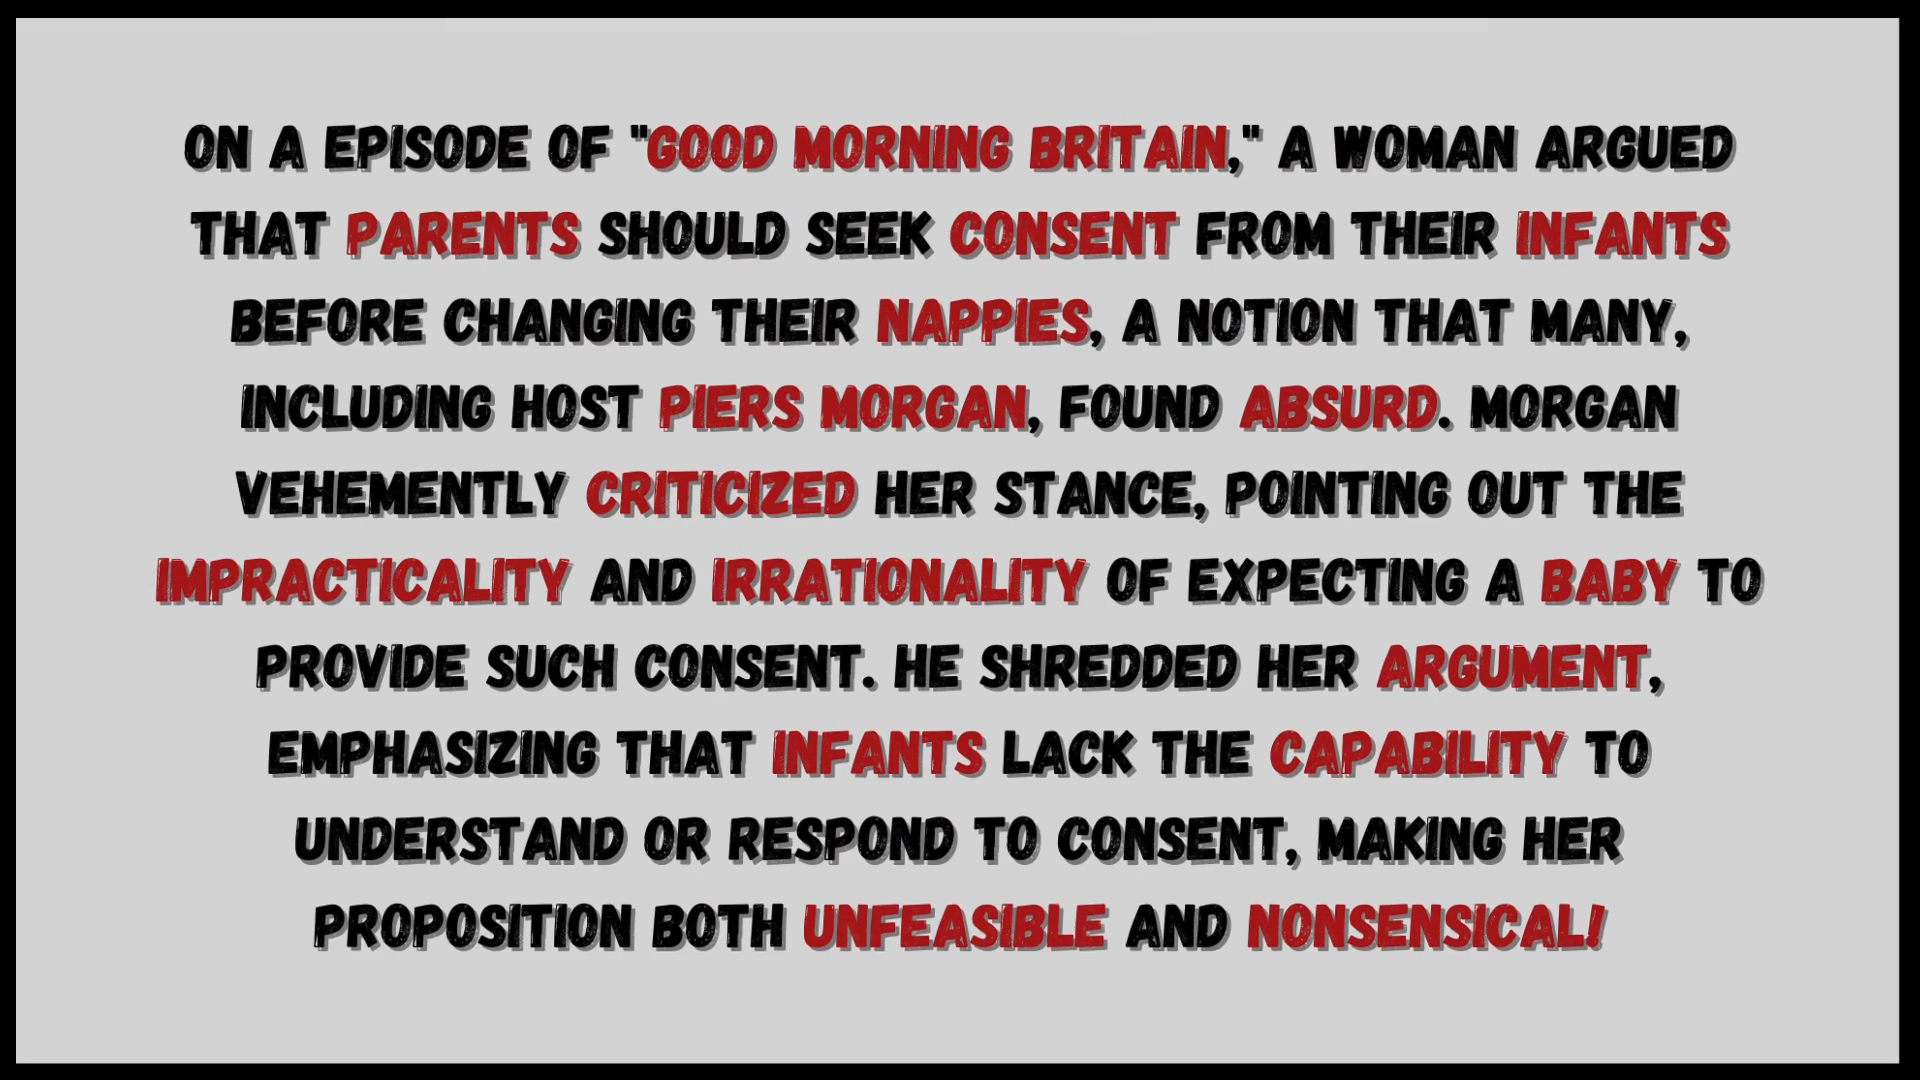 ON A EPISODE OF "GOOD MORNING BRITAIN," A WOMAN ARGUED
THAT PARENTS SHOULD SEEK CONSENT FROM THEIR INFANTS
BEFORE CHANGING THEIR NAPPIES, A NOTION THAT MANY,
INCLUDING HOST PIERS MORGAN, FOUND ABSURD. MORGAN
VEHEMENTLY CRITICIZED HER STANCE, POINTING OUT THE
IMPRACTICALITY AND IRRATIONALITY OF EXPECTING A BABY TO
PROVIDE SUCH CONSENT. HE SHREDDED HER ARGUMENT,
EMPHASIZING THAT INFANTS LACK THE CAPABILITY TO
UNDERSTAND OR RESPOND TO CONSENT, MAKING HER
PROPOSITION BOTH UNFEASIBLE AND NONSENSICAL!